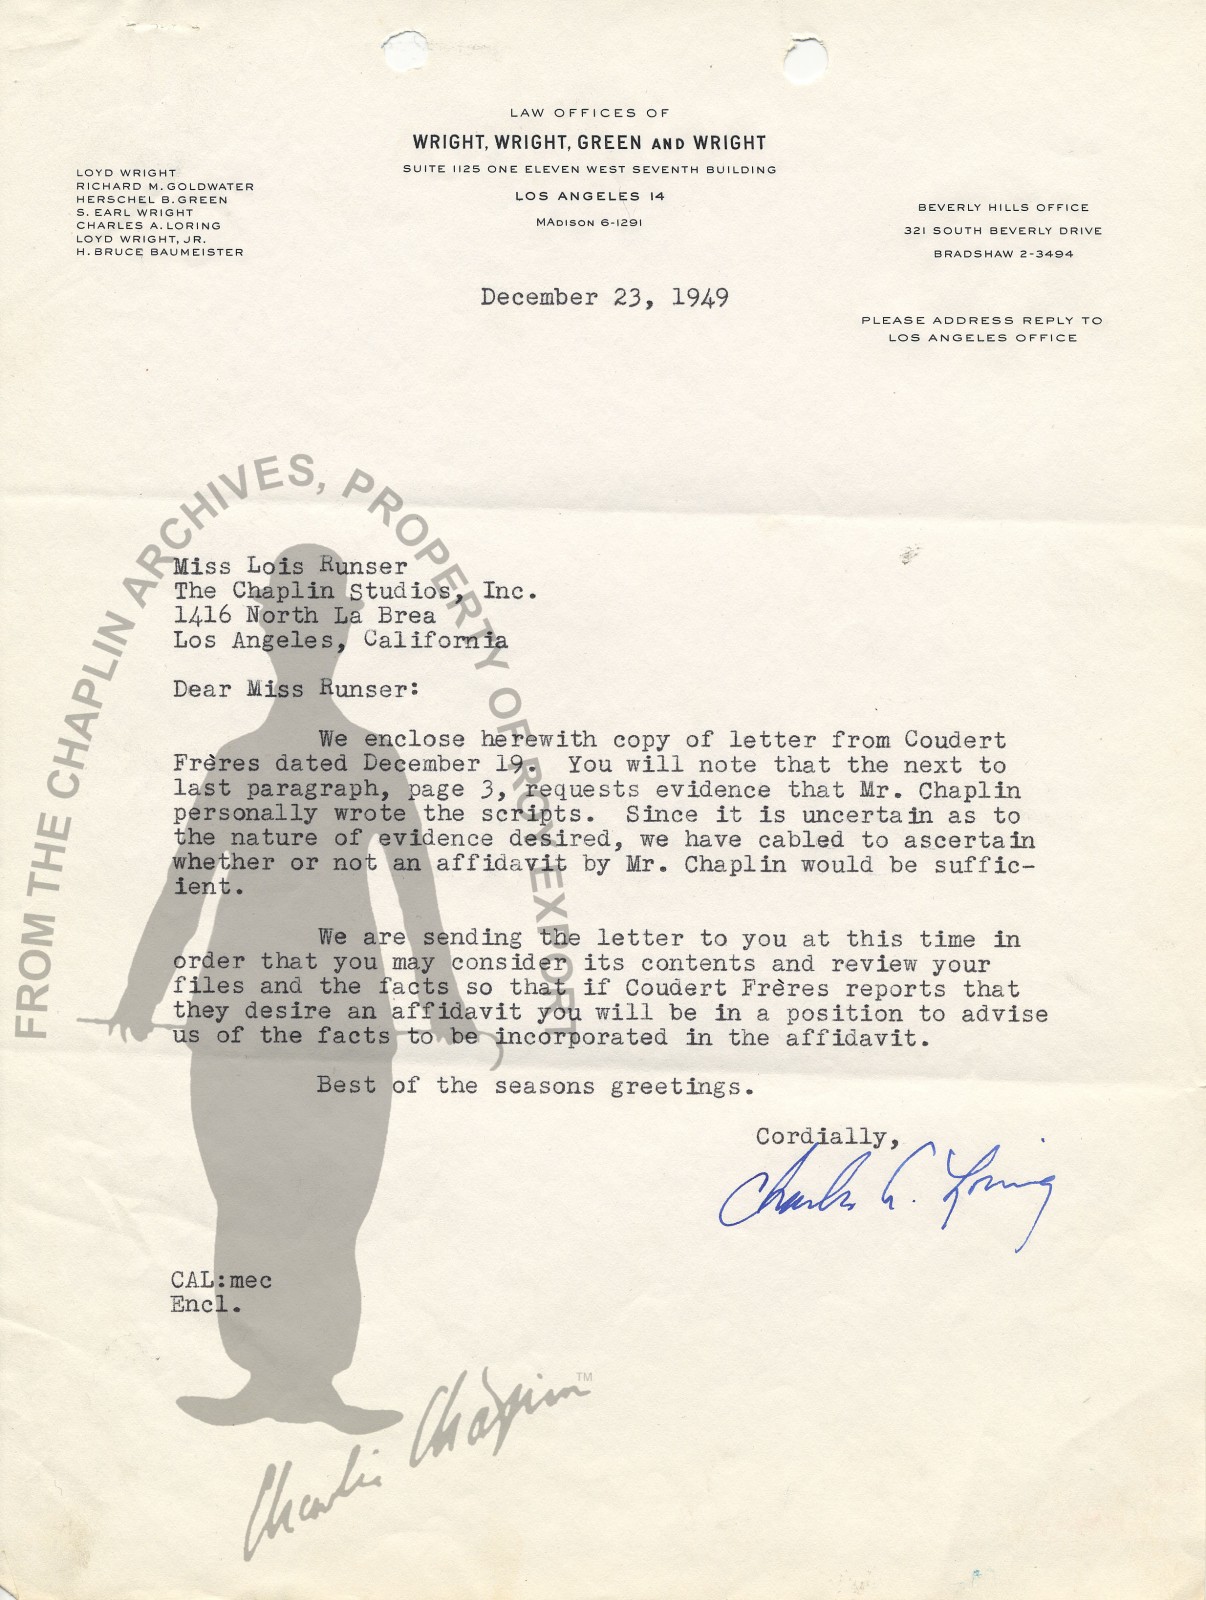 LAW OFFICES OF
WRIGHT, WRIGHT, GREEN AND WRIGHT
SUITE 1125 ONE ELEVEN WEST SEVENTH BUILDING
LOS ANGELES 14
MADISON 6-1291
LOYD WRIGHT
RICHARD M. GOLDWATER
HERSCHEL B. GREEN
S. EARL WRIGHT
CHARLES A. LORING
LOYD WRIGHT, JR.
H. BRUCE BAUMEISTER
BEVERLY HILLS OFFICE
321 SOUTH BEVERLY DRIVE
BRADSHAW 2-3494
December 23, 1949
PLEASE ADDRESS REPLY TO
LOS ANGELES OFFICE
Miss Lois Runser
The Chaplin Studios, Inc.
1416 North La Brea
Los Angeles, California
Dear Miss Runser:
We enclose herewith copy of letter from Coudert
Frères dated December 19. You will note that the next to
last paragraph, page 3, requests evidence that Mr. Chaplin
personally wrote the scripts. Since it is uncertain as to
the nature of evidence desired, we have cabled to ascertain
whether or not an affidavit by Mr. Chaplin would be suffic-
ient.
We are sending the letter to you at this time in
order that you may consider its contents and review your
files and the facts so that if Coudert Frères reports that
they desire an affidavit you will be in a position to advise
us of the facts to be incorporated in the affidavit.
Best of the seasons greetings.
Cordially,
Charles A. Loring
CAL:mec
Encl.
FROM THE CHAPLIN ARCHIVES, PROPERTY OF ROY EXPORT
Charlie Chaplin™